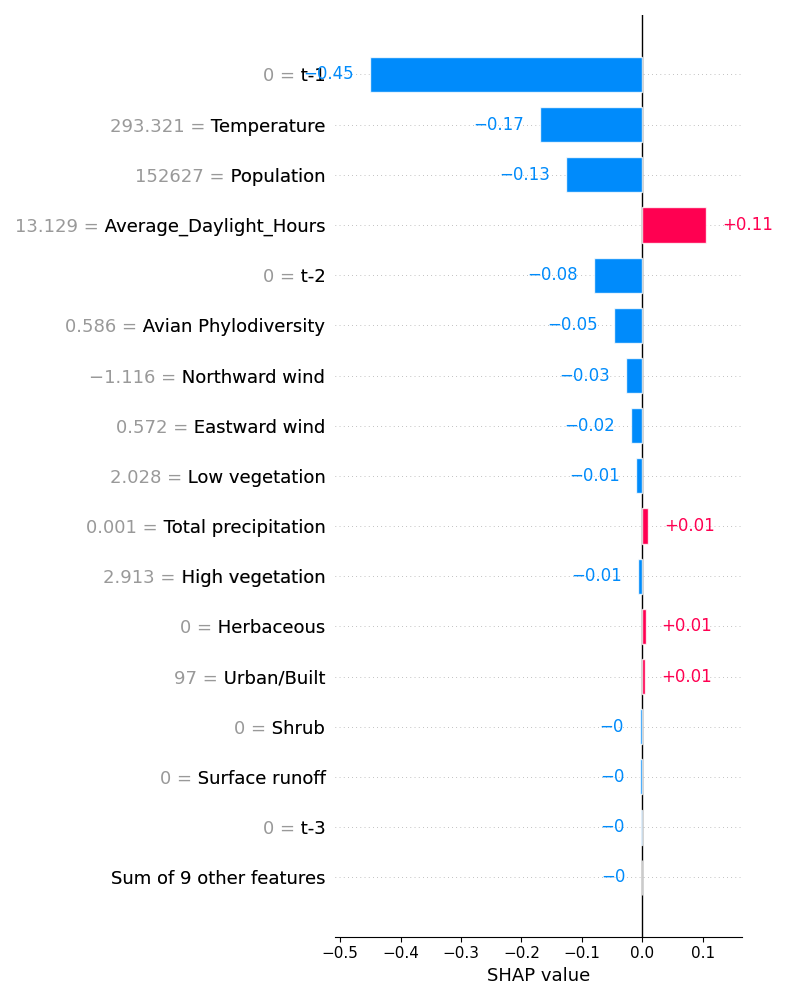 0 = t-1 −0.45
293.321 = Temperature −0.17
152627 = Population −0.13
13.129 = Average_Daylight_Hours +0.11
0 = t-2 −0.08
0.586 = Avian Phylodiversity −0.05
−1.116 = Northward wind −0.03
0.572 = Eastward wind −0.02
2.028 = Low vegetation −0.01
0.001 = Total precipitation +0.01
2.913 = High vegetation −0.01
0 = Herbaceous +0.01
97 = Urban/Built +0.01
0 = Shrub −0
0 = Surface runoff −0
0 = t-3 −0
Sum of 9 other features −0
−0.5 −0.4 −0.3 −0.2 −0.1 0.0 0.1
SHAP value